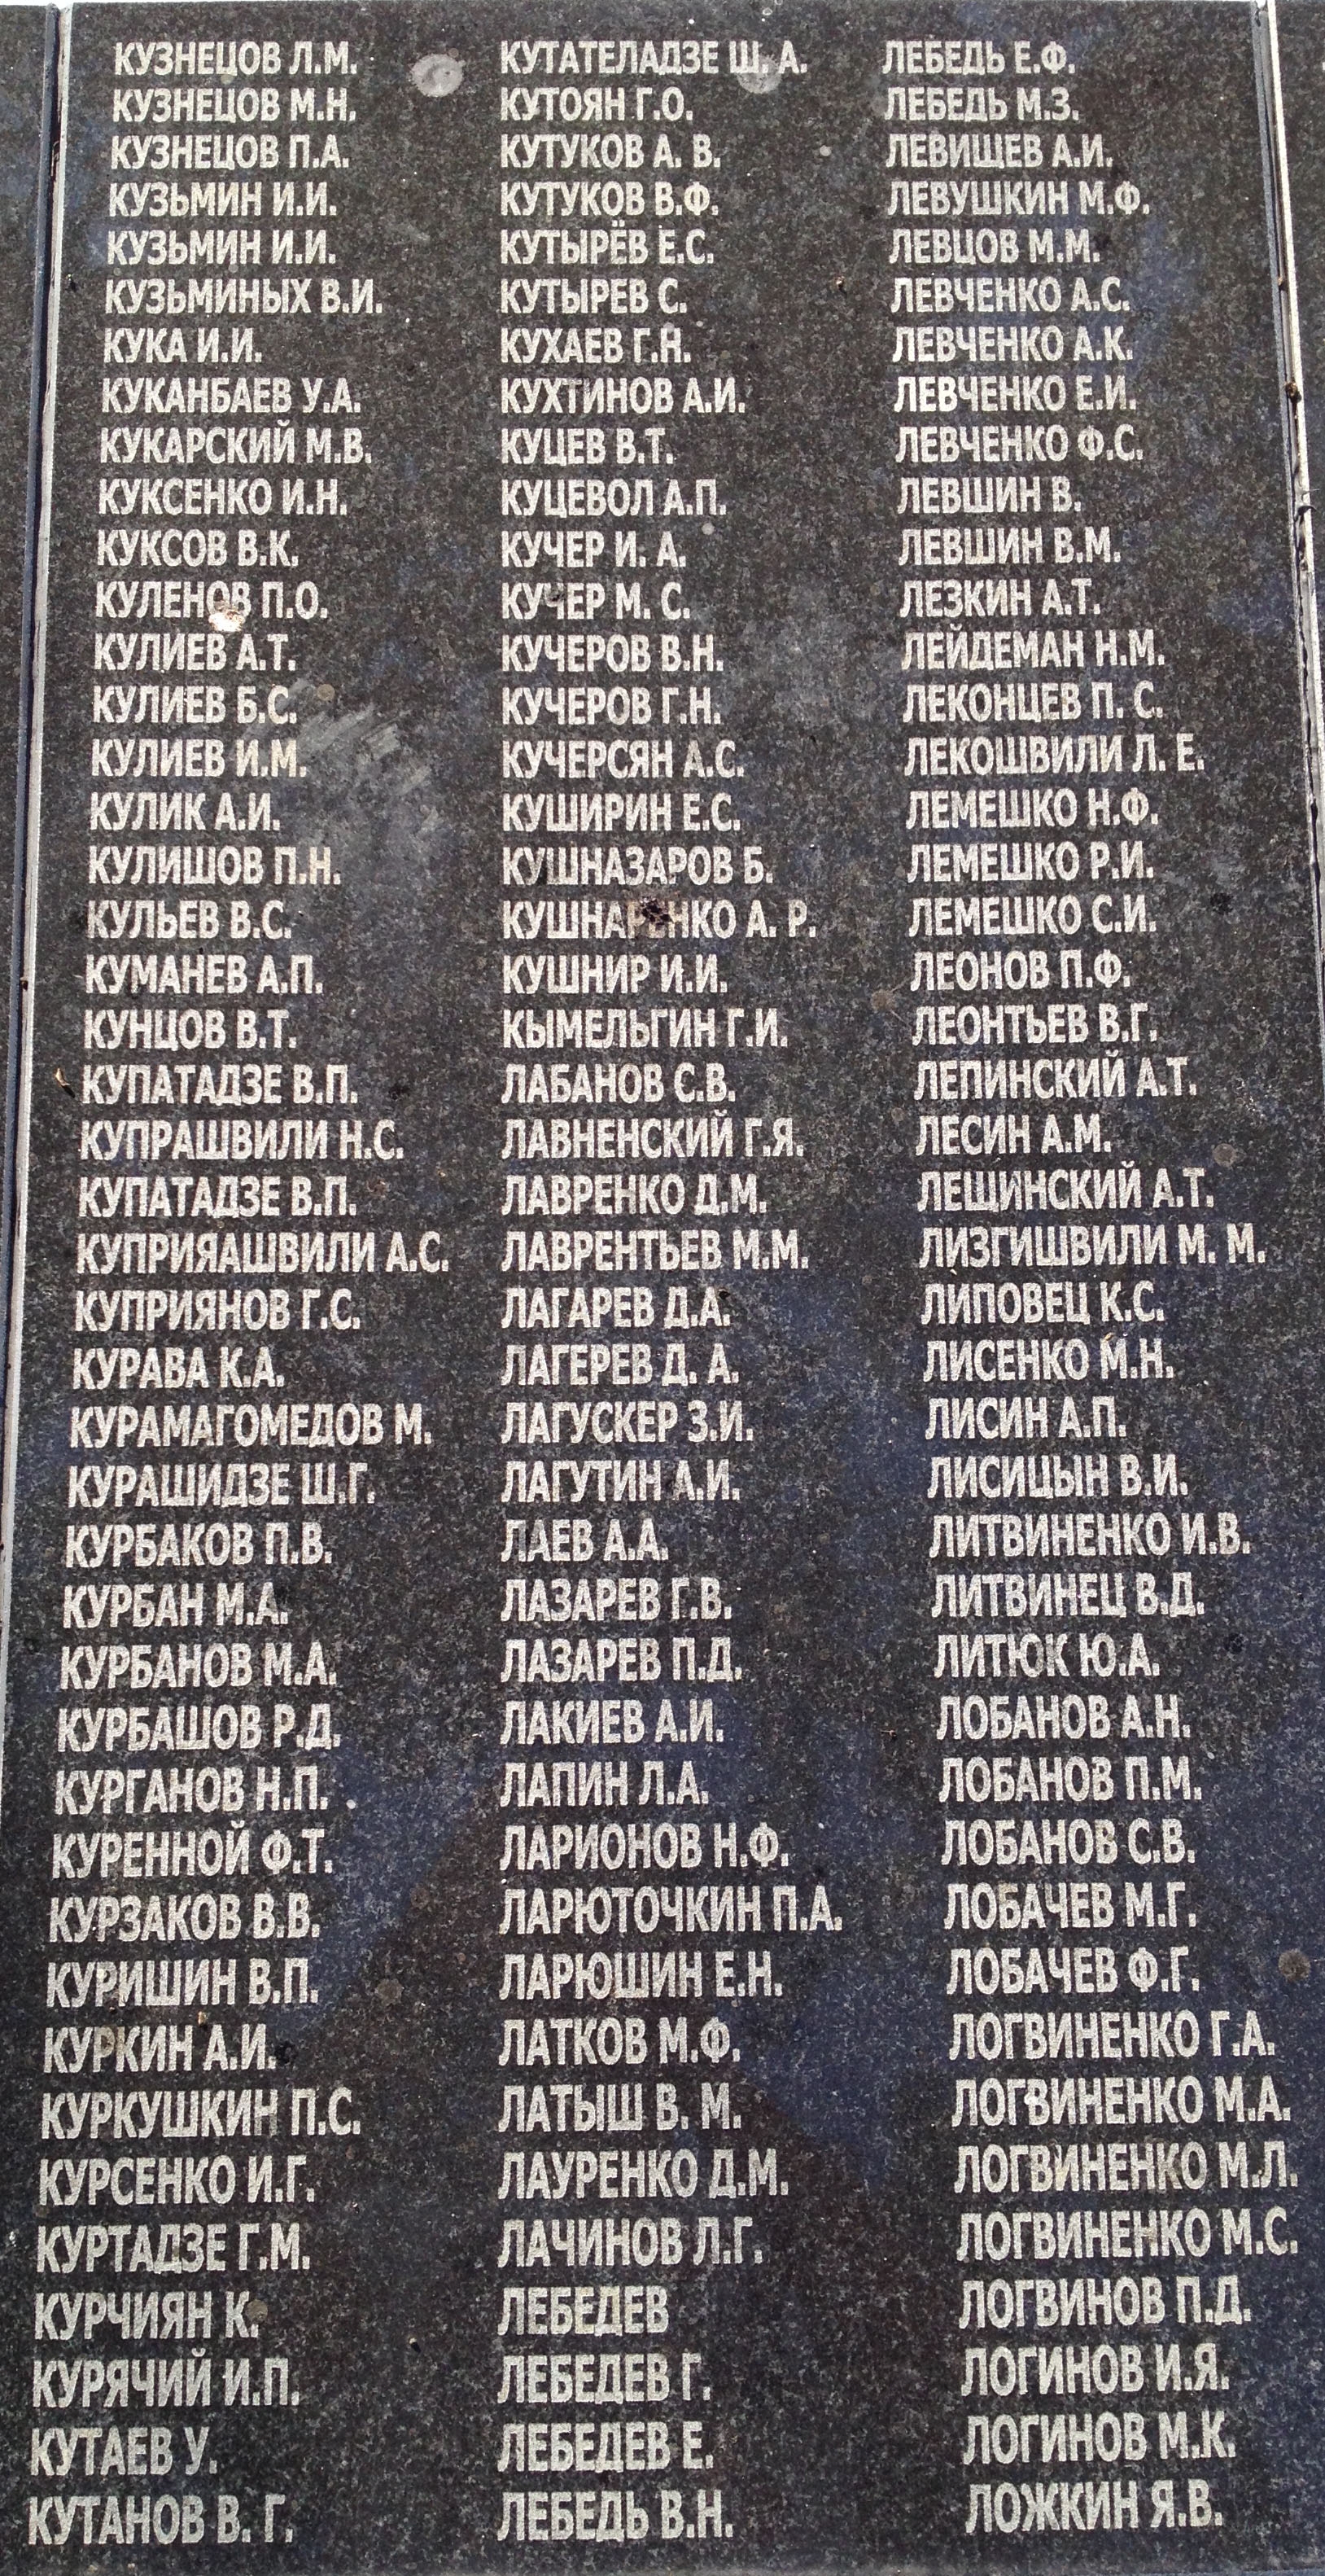 КУЗНЕЦОВ Л.М.
КУЗНЕЦОВ М.Н.
КУЗНЕЦОВ П.А.
КУЗЬМИН И.И.
КУЗЬМИН И.И.
КУЗЬМИНЫХ В.И.
КУКА И.И.
КУКАНБАЕВ У.А.
КУКАРСКИЙ М.В.
КУКСЕНКО И.Н.
КУКСОВ В.К.
КУЛЕНОВ П.О.
КУЛИЕВ А.Т.
КУЛИЕВ Б.С.
КУЛИЕВ И.М.
КУЛИК А.И.
КУЛИШОВ П.Н.
КУЛЬЕВ В.С.
КУМАНЕВ А.П.
КУНЦОВ В.Т.
КУПАТАДЗЕ В.П.
КУПРАШВИЛИ Н.С.
КУПАТАДЗЕ В.П.
КУПРИЯАШВИЛИ А.С.
КУПРИЯНОВ Г.С.
КУРАВА К.А.
КУРАМАГОМЕДОВ М.
КУРАШИДЗЕ Ш.Г.
КУРБАКОВ П.В.
КУРБАН М.А.
КУРБАНОВ М.А.
КУРБАШОВ Р.Д.
КУРГАНОВ Н.П.
КУРЕННОЙ Ф.Т.
КУРЗАКОВ В.В.
КУРИШИН В.П.
КУРКИН А.И.
КУРКУШКИН П.С.
КУРСЕНКО И.Г.
КУРТАДЗЕ Г.М.
КУРЧИЯН К.
КУРЯЧИЙ И.П.
КУТАЕВ У.
КУТАНОВ В. Г.
КУТАТЕЛАДЗЕ Ш. А.
КУТОЯН Г.О.
КУТУКОВ А. В.
КУТУКОВ В.Ф.
КУТЫРЁВ Е.С.
КУТЫРЕВ С.
КУХАЕВ Г.Н.
КУХТИНОВ А.И.
КУЦЕВ В.Т.
КУЦЕВОЛ А.П.
КУЧЕР И. А.
КУЧЕР М. С.
КУЧЕРОВ В.Н.
КУЧЕРОВ Г.Н.
КУЧЕРСЯН А.С.
КУШИРИН Е.С.
КУШНАЗАРОВ Б.
КУШНАРЕНКО А. Р.
КУШНИР И.И.
КЫМЕЛЬГИН Г.И.
ЛАБАНОВ С.В.
ЛАВНЕНСКИЙ Г.Я.
ЛАВРЕНКО Д.М.
ЛАВРЕНТЬЕВ М.М.
ЛАГАРЕВ Д.А.
ЛАГЕРЕВ Д. А.
ЛАГУСКЕР З.И.
ЛАГУТИН А.И.
ЛАЕВ А.А.
ЛАЗАРЕВ Г.В.
ЛАЗАРЕВ П.Д.
ЛАКИЕВ А.И.
ЛАПИН Л.А.
ЛАРИОНОВ Н.Ф.
ЛАРЮТОЧКИН П.А.
ЛАРЮШИН Е.Н.
ЛАТКОВ М.Ф.
ЛАТЫШ В. М.
ЛАУРЕНКО Д.М.
ЛАЧИНОВ Л.Г.
ЛЕБЕДЕВ
ЛЕБЕДЕВ Г.
ЛЕБЕДЕВ Е.
ЛЕБЕДЬ В.Н.
ЛЕБЕДЬ Е.Ф.
ЛЕБЕДЬ М.З.
ЛЕВИЩЕВ А.И.
ЛЕВУШКИН М.Ф.
ЛЕВЦОВ М.М.
ЛЕВЧЕНКО А.С.
ЛЕВЧЕНКО А.К.
ЛЕВЧЕНКО Е.И.
ЛЕВЧЕНКО Ф.С.
ЛЕВШИН В.
ЛЕВШИН В.М.
ЛЕЗКИН А.Т.
ЛЕЙДЕМАН Н.М.
ЛЕКОНЦЕВ П. С.
ЛЕКОШВИЛИ Л. Е.
ЛЕМЕШКО Н.Ф.
ЛЕМЕШКО Р.И.
ЛЕМЕШКО С.И.
ЛЕОНОВ П.Ф.
ЛЕОНТЬЕВ В.Г.
ЛЕПИНСКИЙ А.Т.
ЛЕСИН А.М.
ЛЕЩИНСКИЙ А.Т.
ЛИЗГИШВИЛИ М. М.
ЛИПОВЕЦ К.С.
ЛИСЕНКО М.Н.
ЛИСИН А.П.
ЛИСИЦЫН В.И.
ЛИТВИНЕНКО И.В.
ЛИТВИНЕЦ В.Д.
ЛИТЮК Ю.А.
ЛОБАНОВ А.Н.
ЛОБАНОВ П.М.
ЛОБАНОВ С.В.
ЛОБАЧЕВ М.Г.
ЛОБАЧЕВ Ф.Г.
ЛОГВИНЕНКО Г.А.
ЛОГВИНЕНКО М.А.
ЛОГВИНЕНКО М.Л.
ЛОГВИНЕНКО М.С.
ЛОГВИНОВ П.Д.
ЛОГИНОВ И.Я.
ЛОГИНОВ М.К.
ЛОЖКИН Я.В.